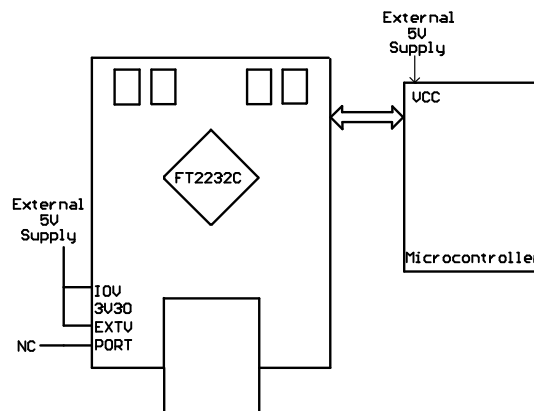 External
5V
Supply
VCC
FT2232C
External
5V
Supply
Microcontroller
IOV
3V3O
EXTV
NC
PORT